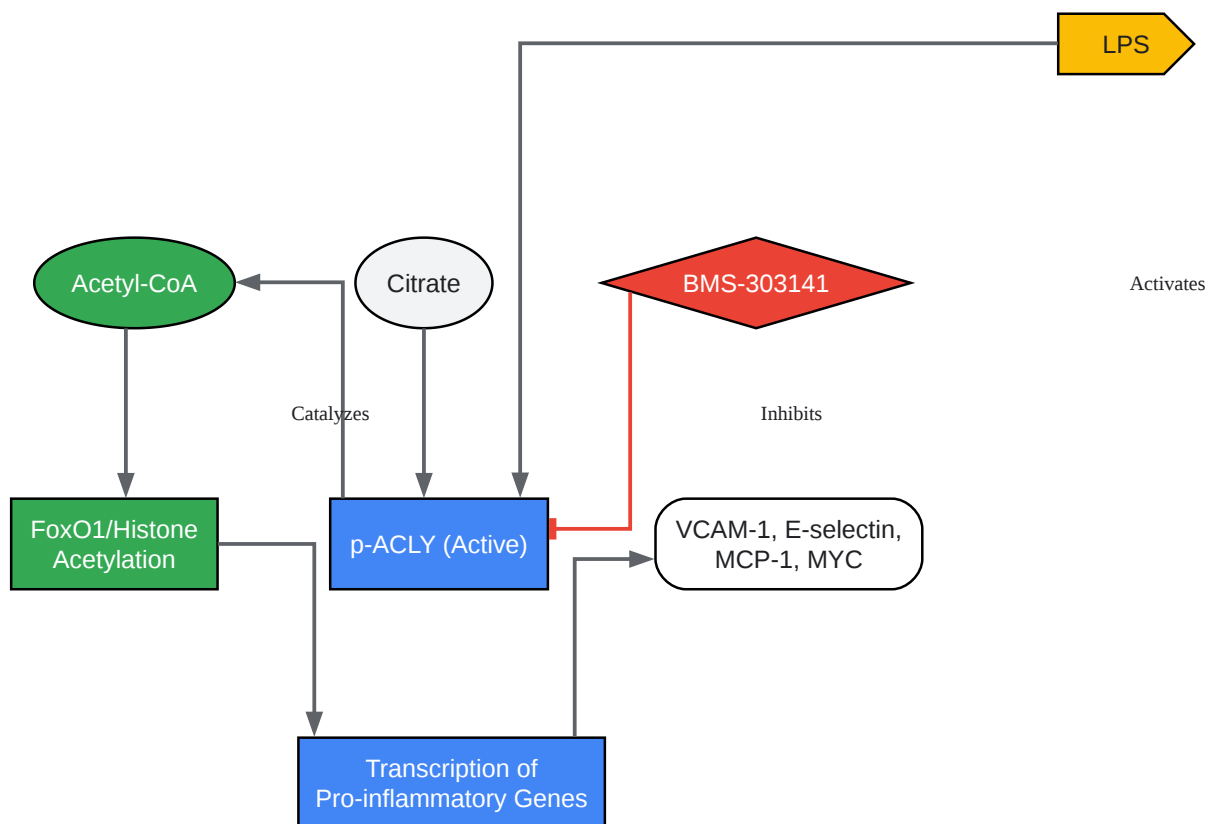 LPS
Acetyl-CoA
Citrate
BMS-303141
Activates
Catalyzes
Inhibits
FoxO1/Histone
Acetylation
p-ACLY (Active)
VCAM-1, E-selectin,
MCP-1, MYC
Transcription of
Pro-inflammatory Genes